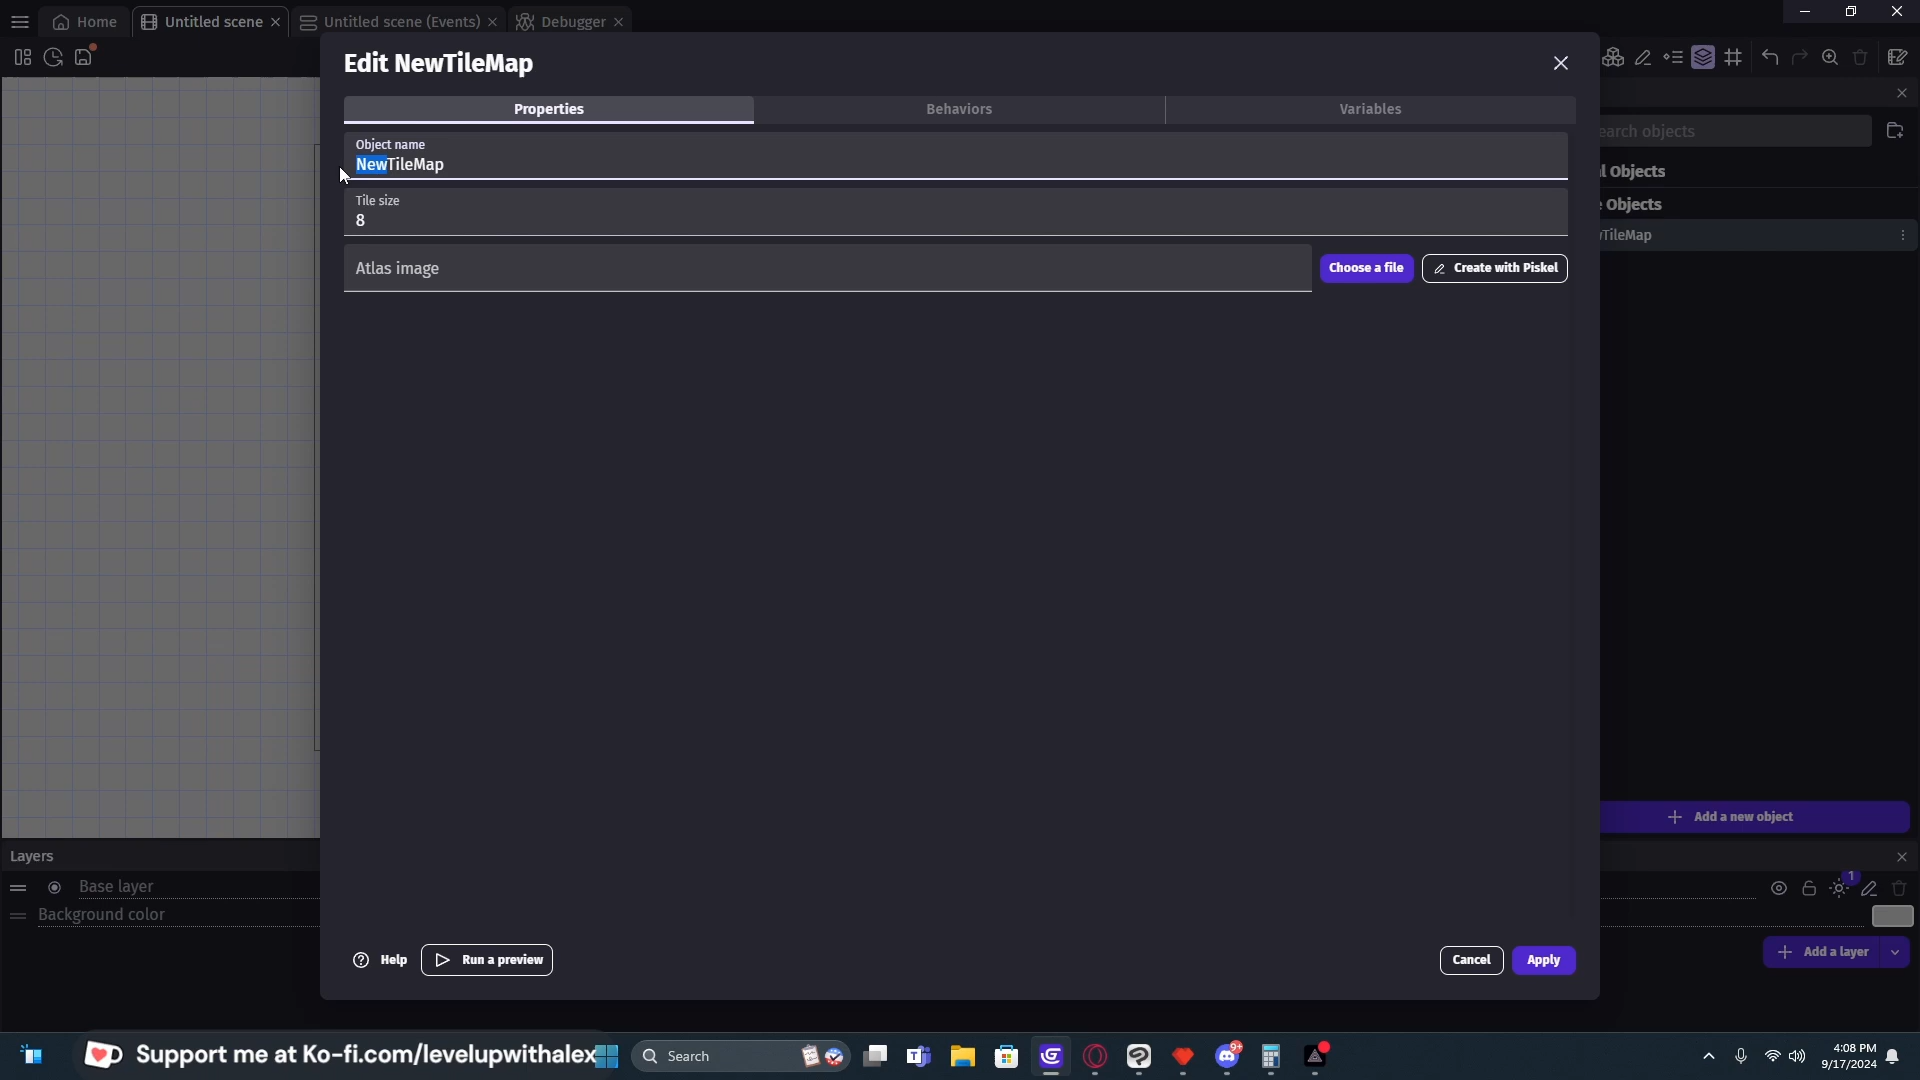 Home
Untitled scene
Untitled scene (Events)
Debugger
Edit NewTileMap
Properties
Behaviors
Variables
Object name
NewTileMap
Tile size
8
Atlas image
Choose a file
Create with Piskel
earch objects
l Objects
Objects
TileMap
Add a new object
Layers
Base layer
1
Background color
Help
Run a preview
Cancel
Apply
Add a layer
Support me at Ko-fi.com/levelupwithalex
Search
9+
4:08 PM
9/17/2024